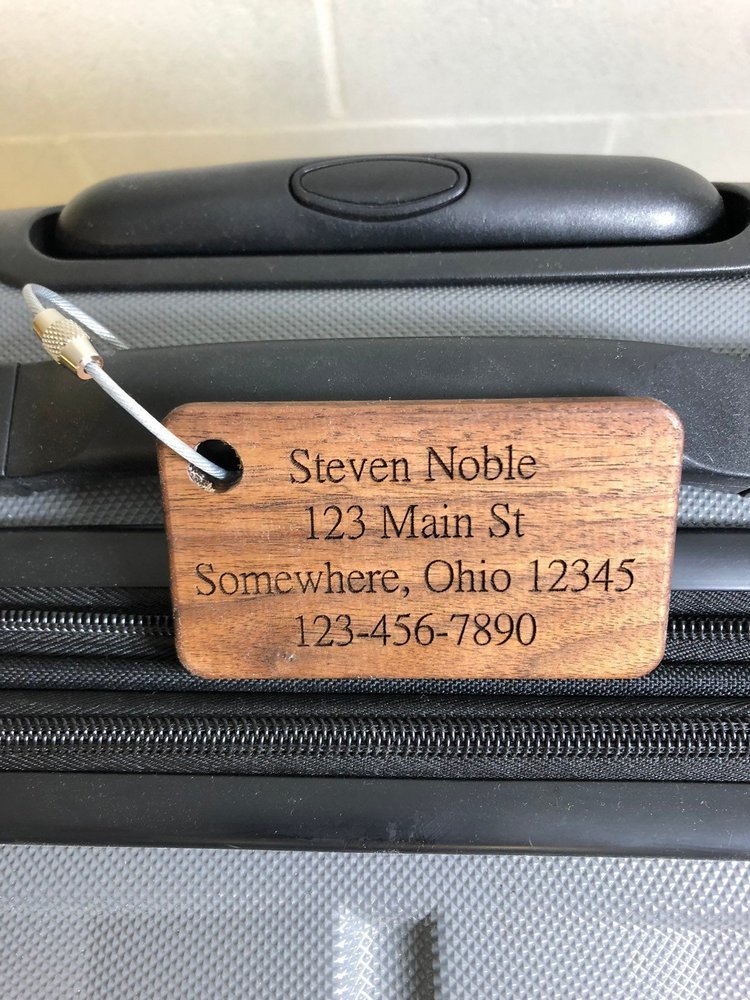 Steven Noble
123 Main St
Somewhere, Ohio 12345
123-456-7890